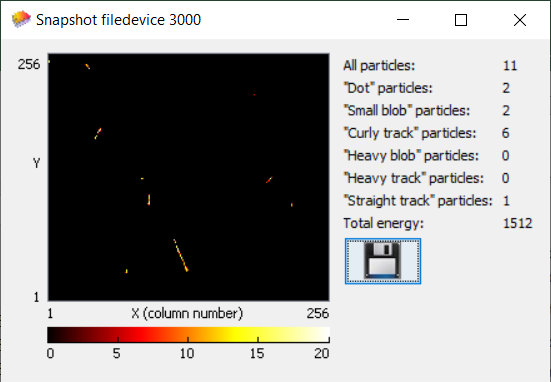 Snapshot filedevice 3000
256
Y
1
1 X (column number) 256
0 5 10 15 20
All particles: 11
"Dot" particles: 2
"Small blob" particles: 2
"Curly track" particles: 6
"Heavy blob" particles: 0
"Heavy track" particles: 0
"Straight track" particles: 1
Total energy: 1512